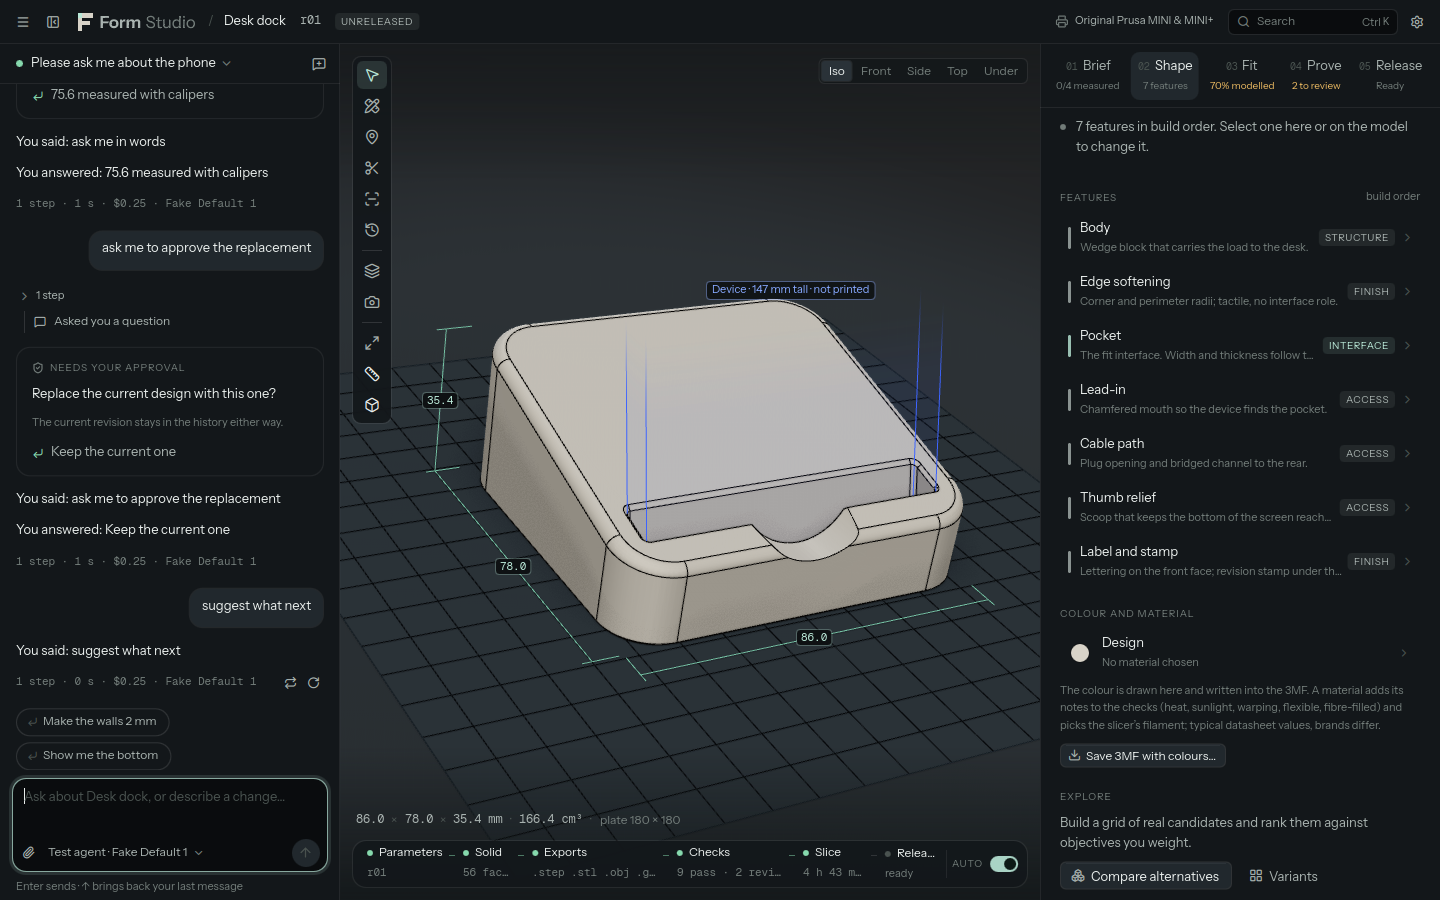 Form Studio / Desk dock r01 UNRELEASED
Original Prusa MINI & MINI+
Search Ctrl K
Please ask me about the phone
75.6 measured with calipers
You said: ask me in words
You answered: 75.6 measured with calipers
1 step · 1 s · $0.25 · Fake Default 1
ask me to approve the replacement
1 step
Asked you a question
NEEDS YOUR APPROVAL
Replace the current design with this one?
The current revision stays in the history either way.
Keep the current one
You said: ask me to approve the replacement
You answered: Keep the current one
1 step · 1 s · $0.25 · Fake Default 1
suggest what next
You said: suggest what next
1 step · 0 s · $0.25 · Fake Default 1
Make the walls 2 mm
Show me the bottom
Ask about Desk dock, or describe a change...
Test agent · Fake Default 1
Enter sends · ↑ brings back your last message
Iso Front Side Top Under
Device · 147 mm tall · not printed
35.4
78.0
86.0
86.0 × 78.0 × 35.4 mm · 166.4 cm³ · plate 180 × 180
Parameters
r01
Solid
56 fac…
Exports
.step .stl .obj .g…
Checks
9 pass · 2 revi…
Slice
4 h 43 m…
Relea…
ready
AUTO
01 Brief
0/4 measured
02 Shape
7 features
03 Fit
70% modelled
04 Prove
2 to review
05 Release
Ready
7 features in build order. Select one here or on the model
to change it.
FEATURES build order
Body
Wedge block that carries the load to the desk.
STRUCTURE
Edge softening
Corner and perimeter radii; tactile, no interface role.
FINISH
Pocket
The fit interface. Width and thickness follow t…
INTERFACE
Lead-in
Chamfered mouth so the device finds the pocket.
ACCESS
Cable path
Plug opening and bridged channel to the rear.
ACCESS
Thumb relief
Scoop that keeps the bottom of the screen reach…
ACCESS
Label and stamp
Lettering on the front face; revision stamp under th…
FINISH
COLOUR AND MATERIAL
Design
No material chosen
The colour is drawn here and written into the 3MF. A material adds its
notes to the checks (heat, sunlight, warping, flexible, fibre-filled) and
picks the slicer's filament; typical datasheet values, brands differ.
Save 3MF with colours…
EXPLORE
Build a grid of real candidates and rank them against
objectives you weight.
Compare alternatives
Variants